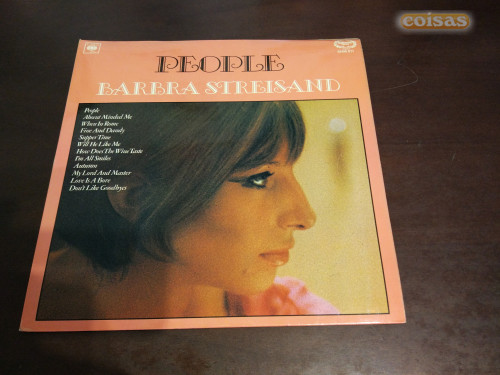 coisas
PEOPLE
BARBRA STREISAND
People
Absent Minded Me
When In Rome
Fine And Dandy
Supper Time
Will He Like Me
How Does The Wine Taste
I'm All Smiles
Autumn
My Lord And Master
Love Is A Bore
Don't Like Goodbyes